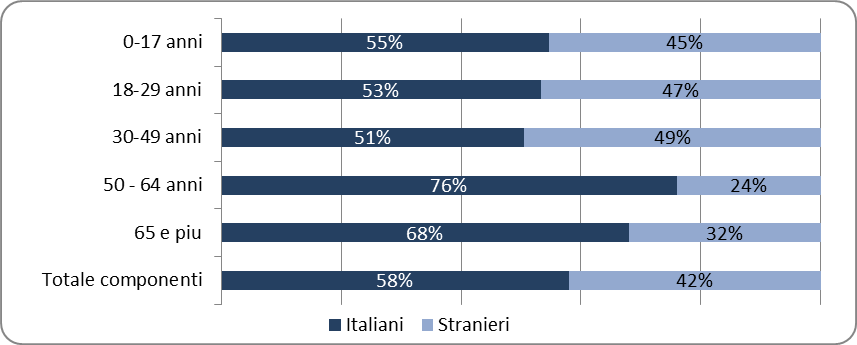 0-17 anni 55% 45%
18-29 anni 53% 47%
30-49 anni 51% 49%
50 - 64 anni 76% 24%
65 e piu 68% 32%
Totale componenti 58% 42%
Italiani Stranieri